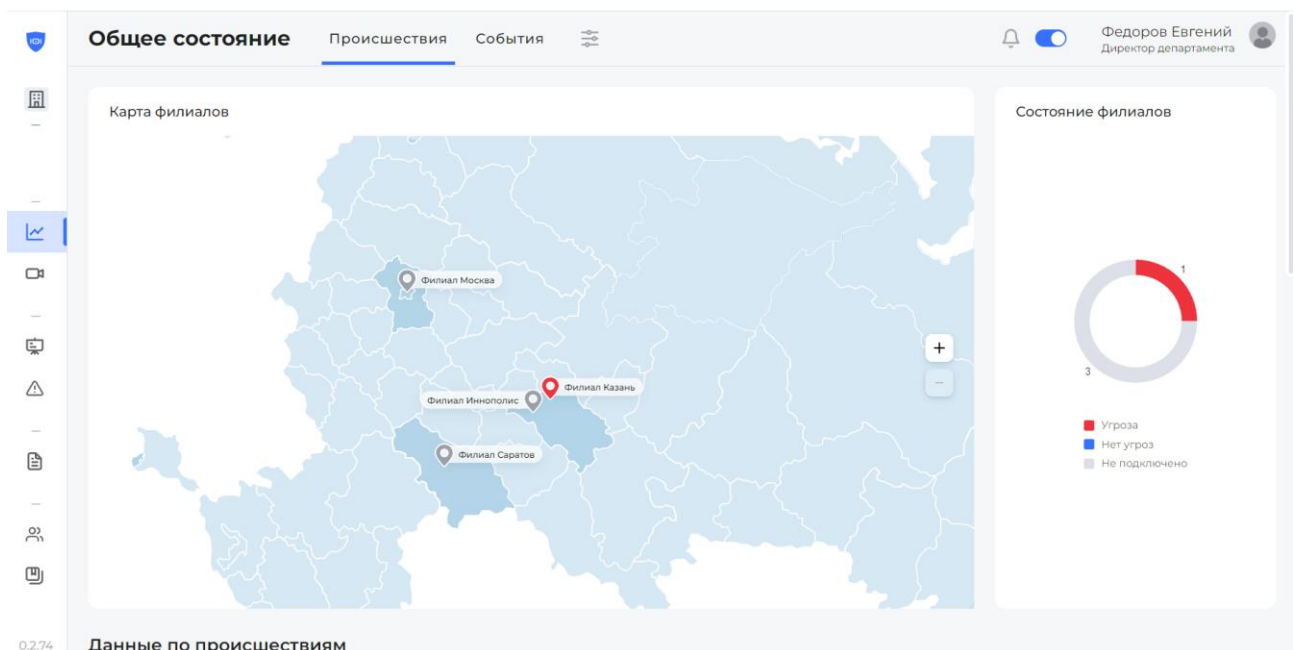 Общее состояние
Происшествия
События
Федоров Евгений
Директор департамента
Карта филиалов
Состояние филиалов
Филиал Москва
Филиал Казань
Филиал Иннополис
Филиал Саратов
+
−
1
3
Угроза
Нет угроз
Не подключено
0.2.74
Данные по происшествиям